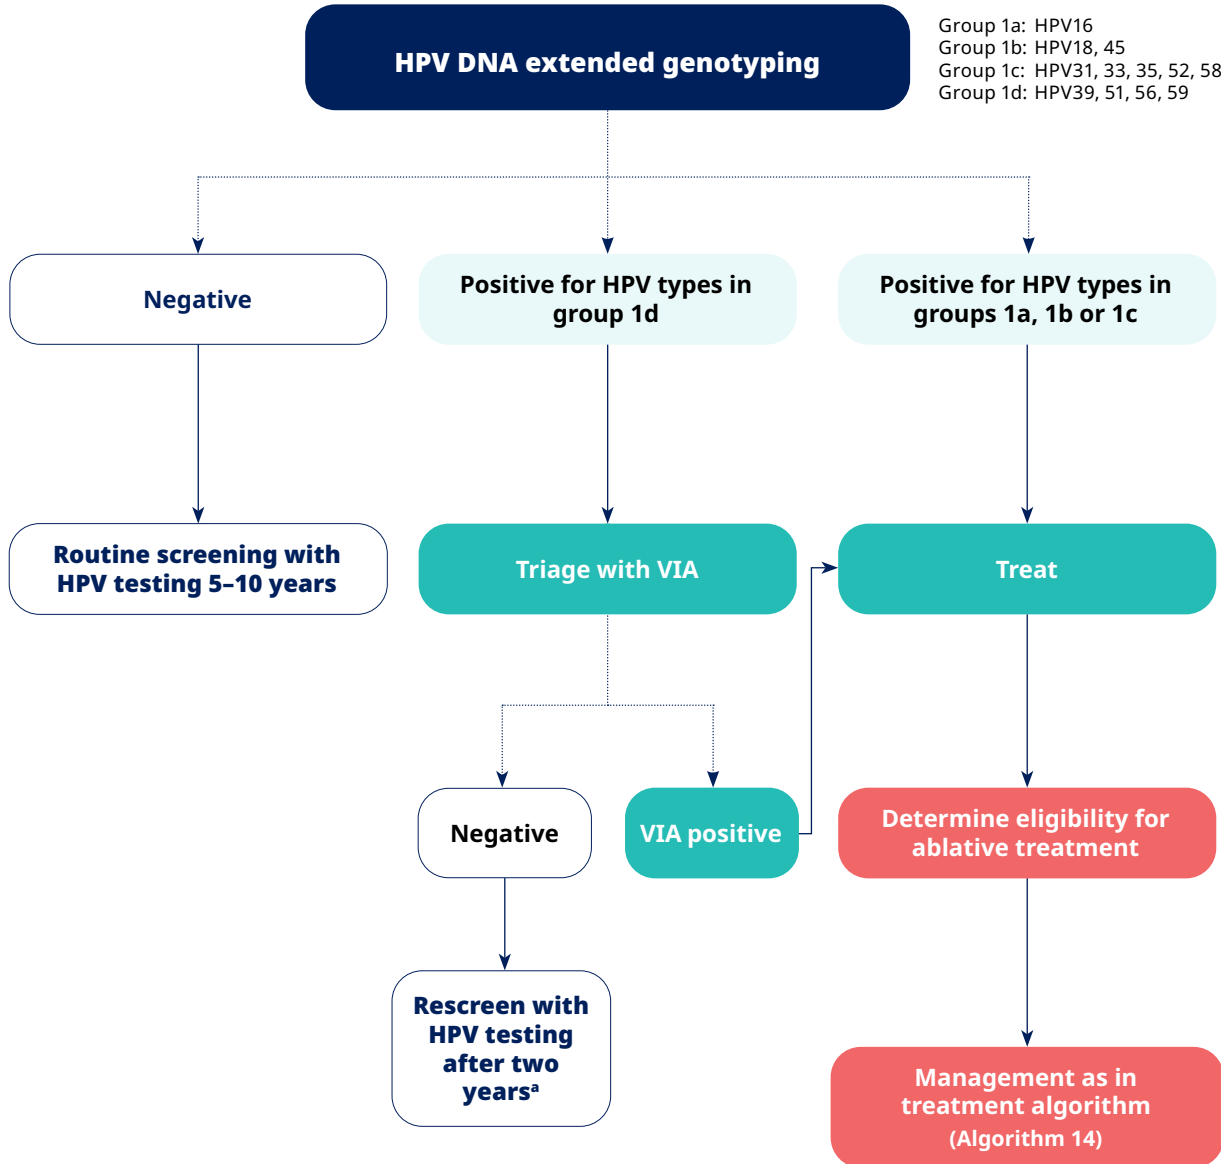 HPV DNA extended genotyping
Group 1a: HPV16
Group 1b: HPV18, 45
Group 1c: HPV31, 33, 35, 52, 58
Group 1d: HPV39, 51, 56, 59
Negative
Positive for HPV types in
group 1d
Positive for HPV types in
groups 1a, 1b or 1c
Routine screening with
HPV testing 5–10 years
Triage with VIA
Treat
Negative
VIA positive
Determine eligibility for
ablative treatment
Rescreen with
HPV testing
after two
yearsᵃ
Management as in
treatment algorithm
(Algorithm 14)